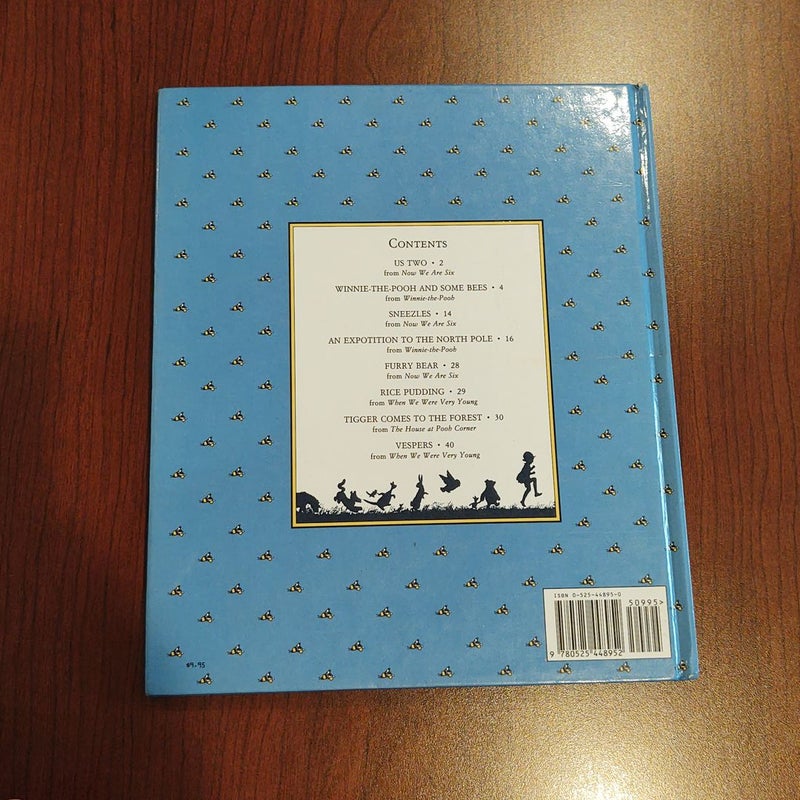 CONTENTS
US TWO • 2
from Now We Are Six
WINNIE-THE-POOH AND SOME BEES • 4
from Winnie-the-Pooh
SNEEZLES • 14
from Now We Are Six
AN EXPOTITION TO THE NORTH POLE • 16
from Winnie-the-Pooh
FURRY BEAR • 28
from Now We Are Six
RICE PUDDING • 29
from When We Were Very Young
TIGGER COMES TO THE FOREST • 30
from The House at Pooh Corner
VESPERS • 40
from When We Were Very Young
ISBN 0-525-44895-0
50995>
9 780525 448952
$9.95